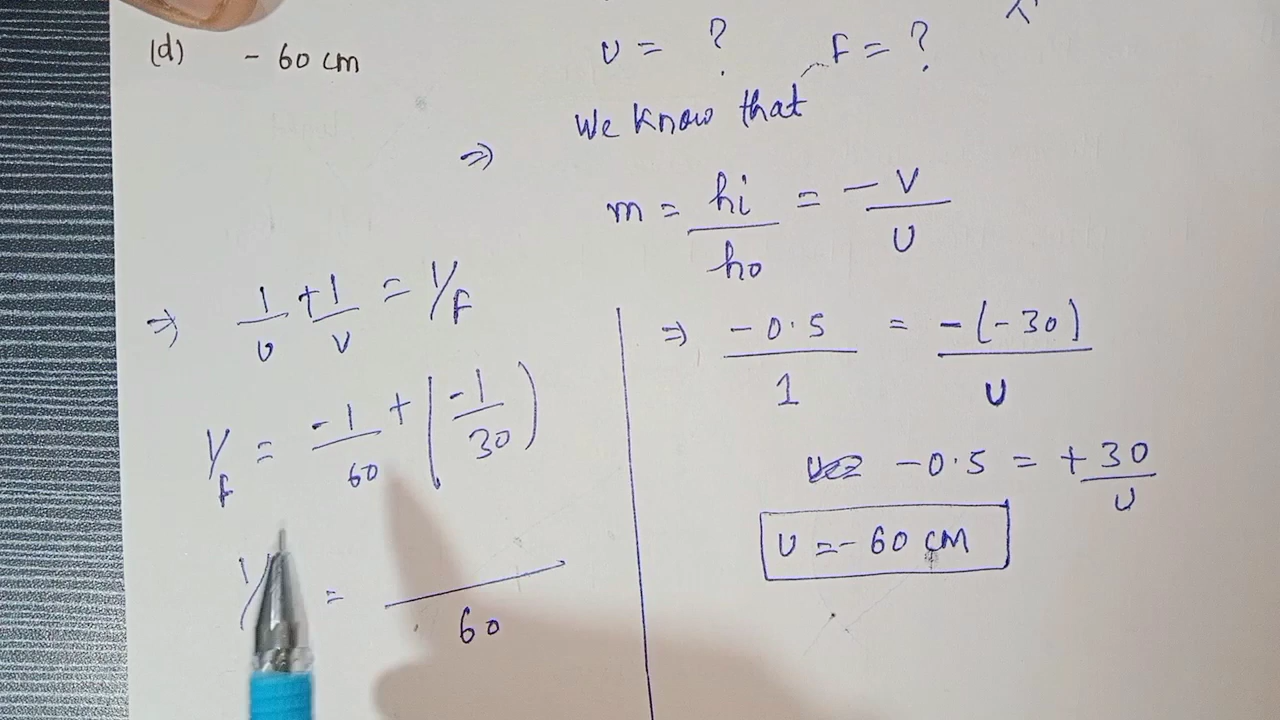 (d) - 60 cm
u = ? F = ?
We know that
⇒
m = hi/ho = - v/u
⇒ 1/u + 1/v = 1/F
⇒ -0.5/1 = -(-30)/u
1/F = -1/60 + (-1/30)
-0.5 = +30/u
u = - 60 cm
1/ = /60